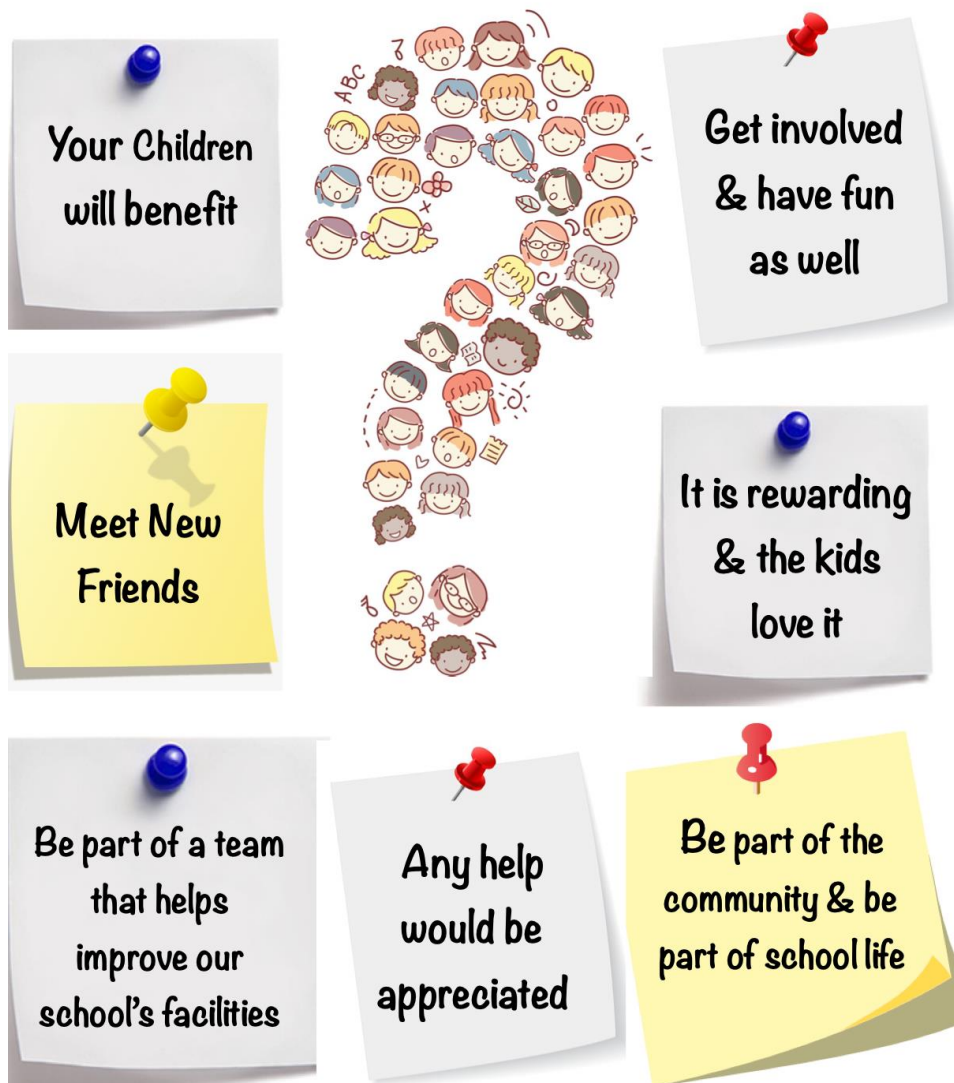 Your Children
will benefit
ABC
Get involved
& have fun
as well
Meet New
Friends
It is rewarding
& the kids
love it
Be part of a team
that helps
improve our
school's facilities
Any help
would be
appreciated
Be part of the
community & be
part of school life